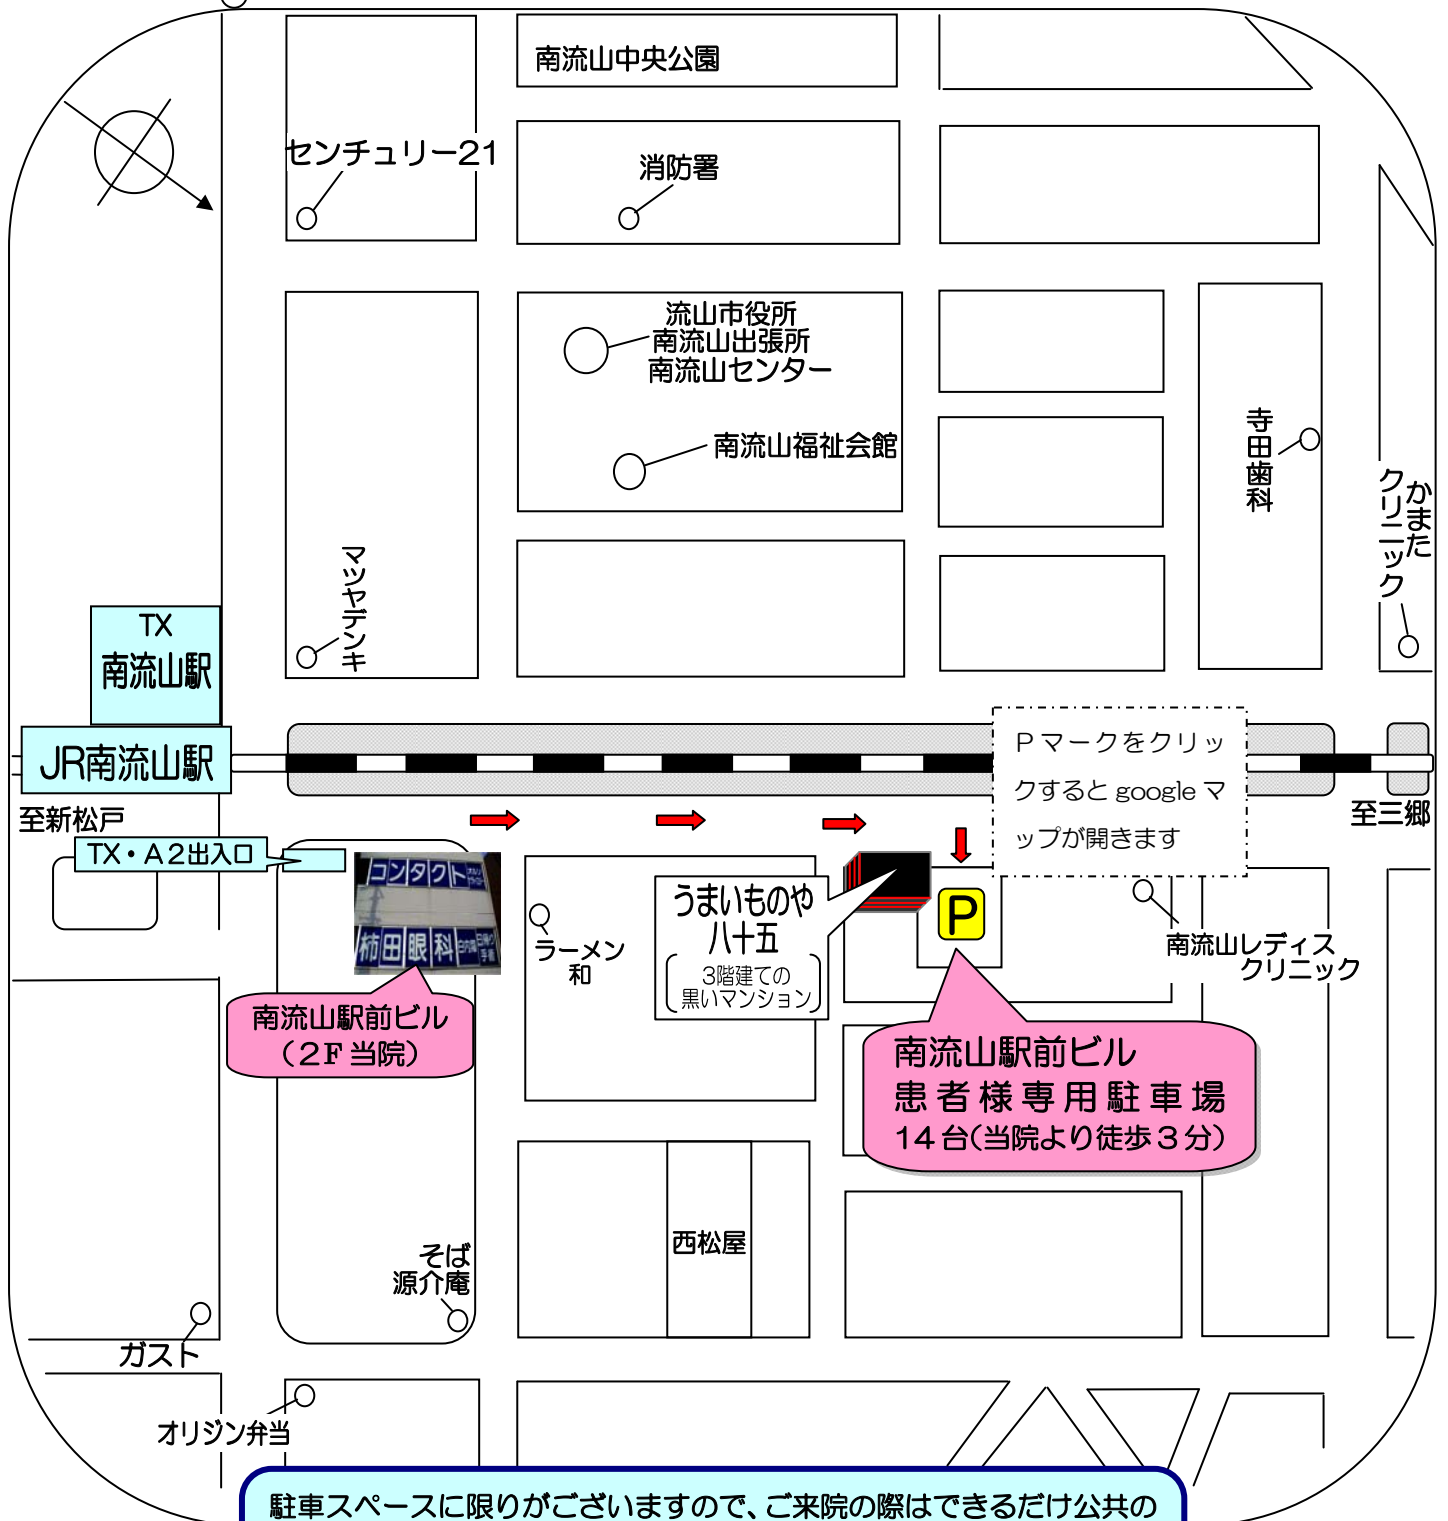 南流山中央公園
センチュリー21
消防署
流山市役所
南流山出張所
南流山センター
南流山福祉会館
寺田歯科
かまた
クリニック
マツヤデンキ
TX
南流山駅
JR南流山駅
Pマークをクリッ
クすると google マ
ップが開きます
至新松戸
至三郷
TX・A2出入口
コンタクト
柿田眼科
白内障
日帰り
手術
ラーメン
和
うまいものや
八十五
3階建ての
黒いマンション
P
南流山レディス
クリニック
南流山駅前ビル
(2F 当院)
南流山駅前ビル
患者様専用駐車場
14台(当院より徒歩3分)
西松屋
そば
源介庵
ガスト
オリジン弁当
駐車スペースに限りがございますので、ご来院の際はできるだけ公共の